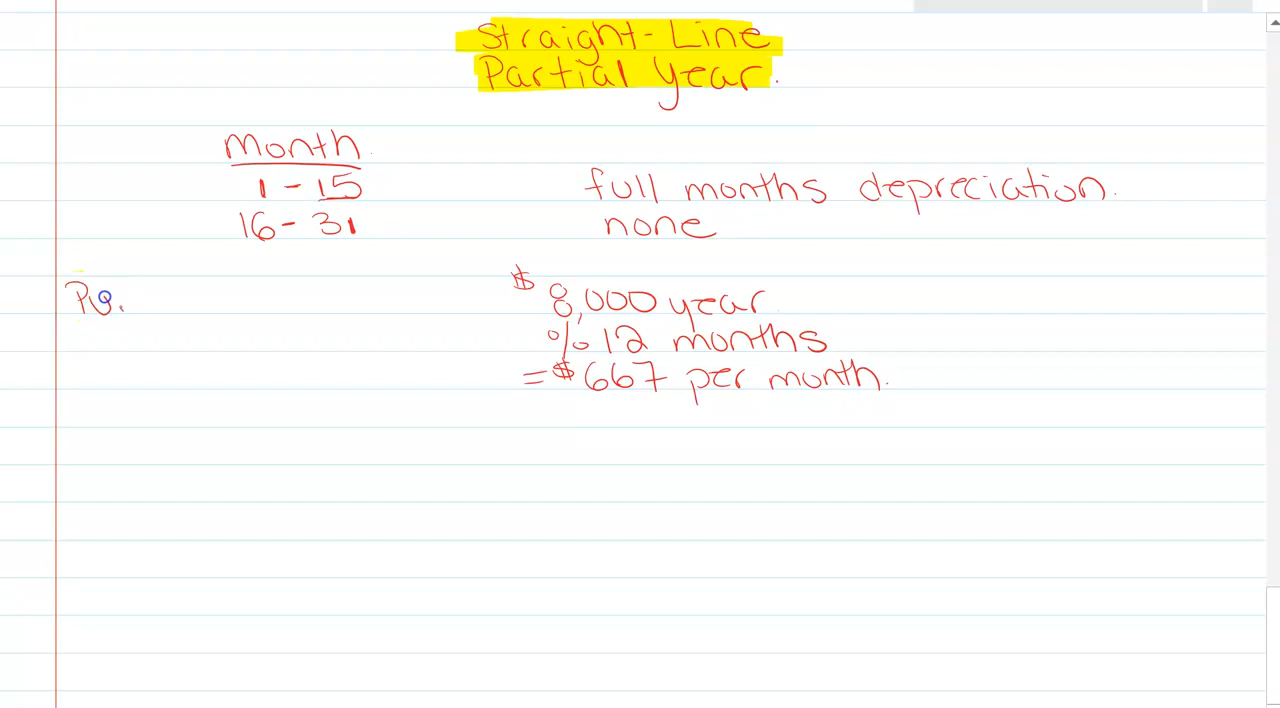 Straight-Line
Partial Year.
Month
1 - 15 full months depreciation.
16 - 31 none
$8,000 year
% 12 months
= $667 per month.